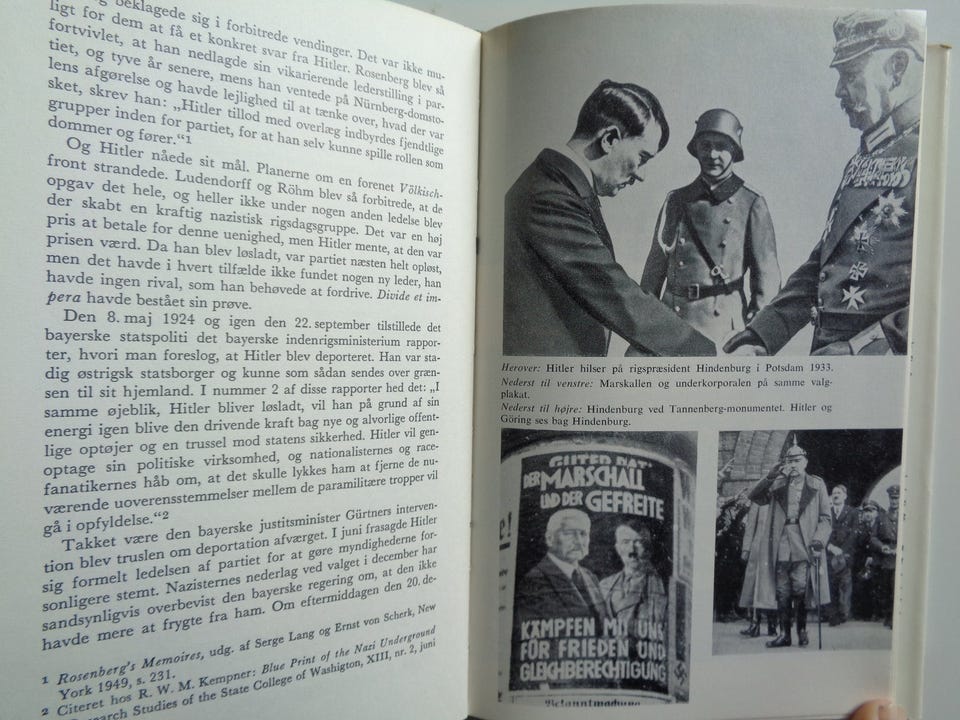 og beklagede sig i forbitrede vendinger. Det var ikke mu-
ligt for dem at få et konkret svar fra Hitler. Rosenberg blev så
fortvivlet, at han nedlagde sin vikarierende lederstilling i par-
tiet, og tyve år senere, mens han ventede på Nürnberg-domsto-
lens afgørelse og havde lejlighed til at tænke over, hvad der var
sket, skrev han: „Hitler tillod med overlæg indbyrdes fjendtlige
grupper inden for partiet, for at han selv kunne spille rollen som
dommer og fører.“1
Og Hitler nåede sit mål. Planerne om en forenet Völkisch-
front strandede. Ludendorff og Röhm blev så forbitrede, at de
opgav det hele, og heller ikke under nogen anden ledelse blev
der skabt en kraftig nazistisk rigsdagsgruppe. Det var en høj
pris at betale for denne uenighed, men Hitler mente, at den var
prisen værd. Da han blev løsladt, var partiet næsten helt opløst,
men det havde i hvert tilfælde ikke fundet nogen ny leder, han
havde ingen rival, som han behøvede at fordrive. Divide et im-
pera havde bestået sin prøve.
Den 8. maj 1924 og igen den 22. september tilstillede det
bayerske statspoliti det bayerske indenrigsministerium rappor-
ter, hvori man foreslog, at Hitler blev deporteret. Han var sta-
dig østrigsk statsborger og kunne som sådan sendes over græn-
sen til sit hjemland. I nummer 2 af disse rapporter hed det: „I
samme øjeblik, Hitler bliver løsladt, vil han på grund af sin
energi igen blive den drivende kraft bag nye og alvorlige offent-
lige optøjer og en trussel mod statens sikkerhed. Hitler vil gen-
optage sin politiske virksomhed, og nationalisternes og race-
fanatikernes håb om, at det skulle lykkes ham at fjerne de nu-
værende uoverensstemmelser mellem de paramilitære tropper vil
gå i opfyldelse.“2
Takket være den bayerske justitsminister Gürtners interven-
tion blev truslen om deportation afværget. I juni frasagde Hitler
sig formelt ledelsen af partiet for at gøre myndighederne for-
sonligere stemt. Nazisternes nederlag ved valget i december har
sandsynligvis overbevist den bayerske regering om, at den ikke
havde mere at frygte fra ham. Om eftermiddagen den 20. de-
1 Rosenberg's Memoires, udg. af Serge Lang og Ernst von Scherk, New
York 1949, s. 231.
2 Citeret hos R. W. M. Kempner: Blue Print of the Nazi Underground
Research Studies of the State College of Washigton, XIII, nr. 2, juni
Herover: Hitler hilser på rigspræsident Hindenburg i Potsdam 1933.
Nederst til venstre: Marskallen og underkorporalen på samme valg-
plakat.
Nederst til højre: Hindenburg ved Tannenberg-monumentet. Hitler og
Göring ses bag Hindenburg.
GUTER RAT:
DER MARSCHALL
UND DER GEFREITE
KÄMPFEN MIT UNS
FÜR FRIEDEN UND
GLEICHBERECHTIGUNG
Bekanntmachung